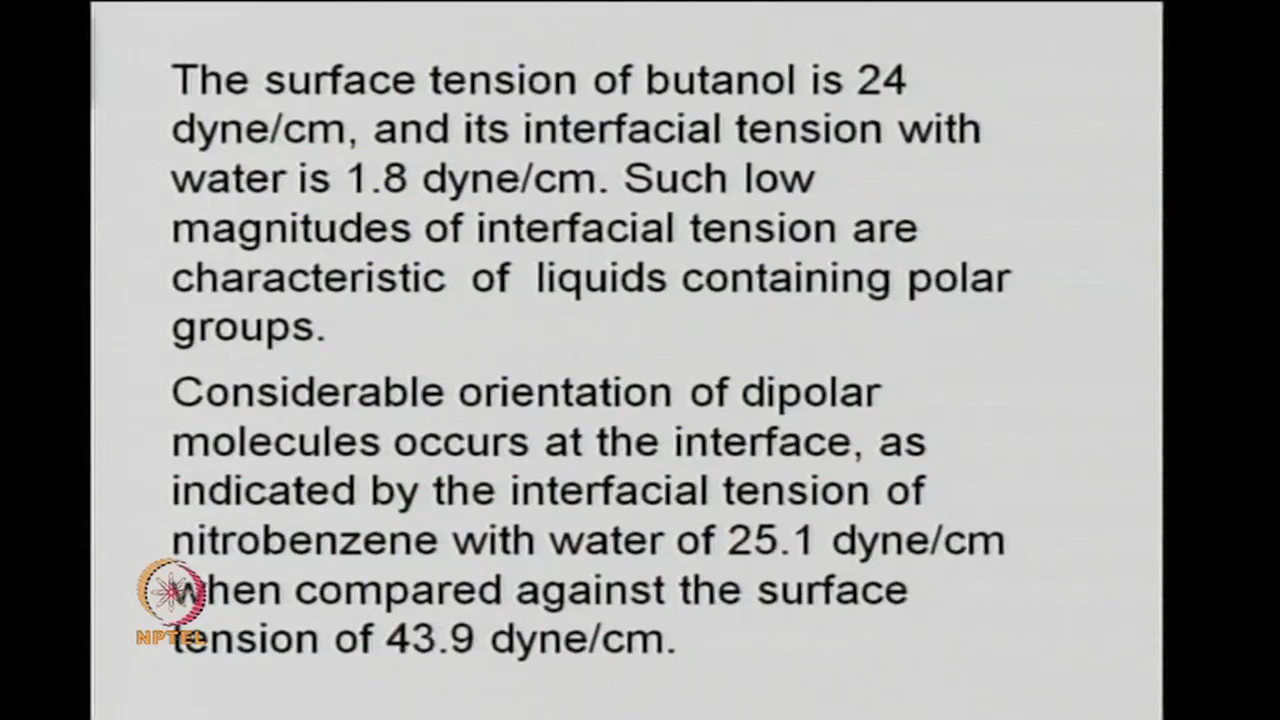 The surface tension of butanol is 24
dyne/cm, and its interfacial tension with
water is 1.8 dyne/cm. Such low
magnitudes of interfacial tension are
characteristic of liquids containing polar
groups.
Considerable orientation of dipolar
molecules occurs at the interface, as
indicated by the interfacial tension of
nitrobenzene with water of 25.1 dyne/cm
when compared against the surface
tension of 43.9 dyne/cm.
NPTEL